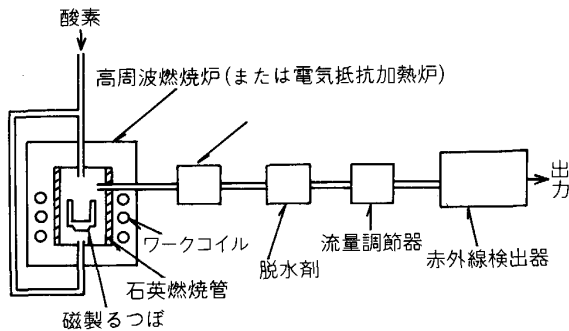 酸素
高周波燃焼炉(または電気抵抗加熱炉)
出力
ワークコイル
流量調節器
赤外線検出器
脱水剤
石英燃焼管
磁製るつぼ